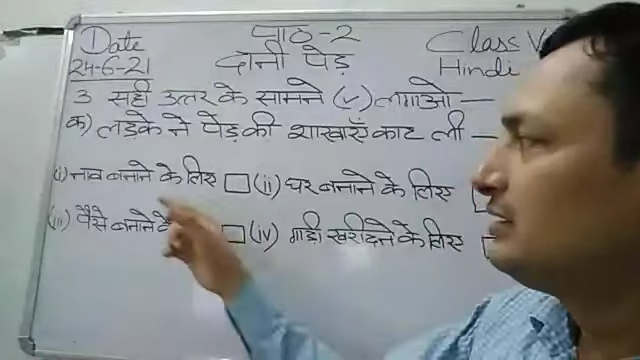 Date पाठ-2 Class V
24-6-21 दानी पेड़ Hindi
3 सही उत्तर के सामने (✓) लगाओ —
क) लड़के ने पेड़ की शाखाएँ काट ली —
(i) नाव बनाने के लिए □ (ii) घर बनाने के लिए
(iii) पैसे बनाने के □ (iv) गाड़ी खरीदने के लिए